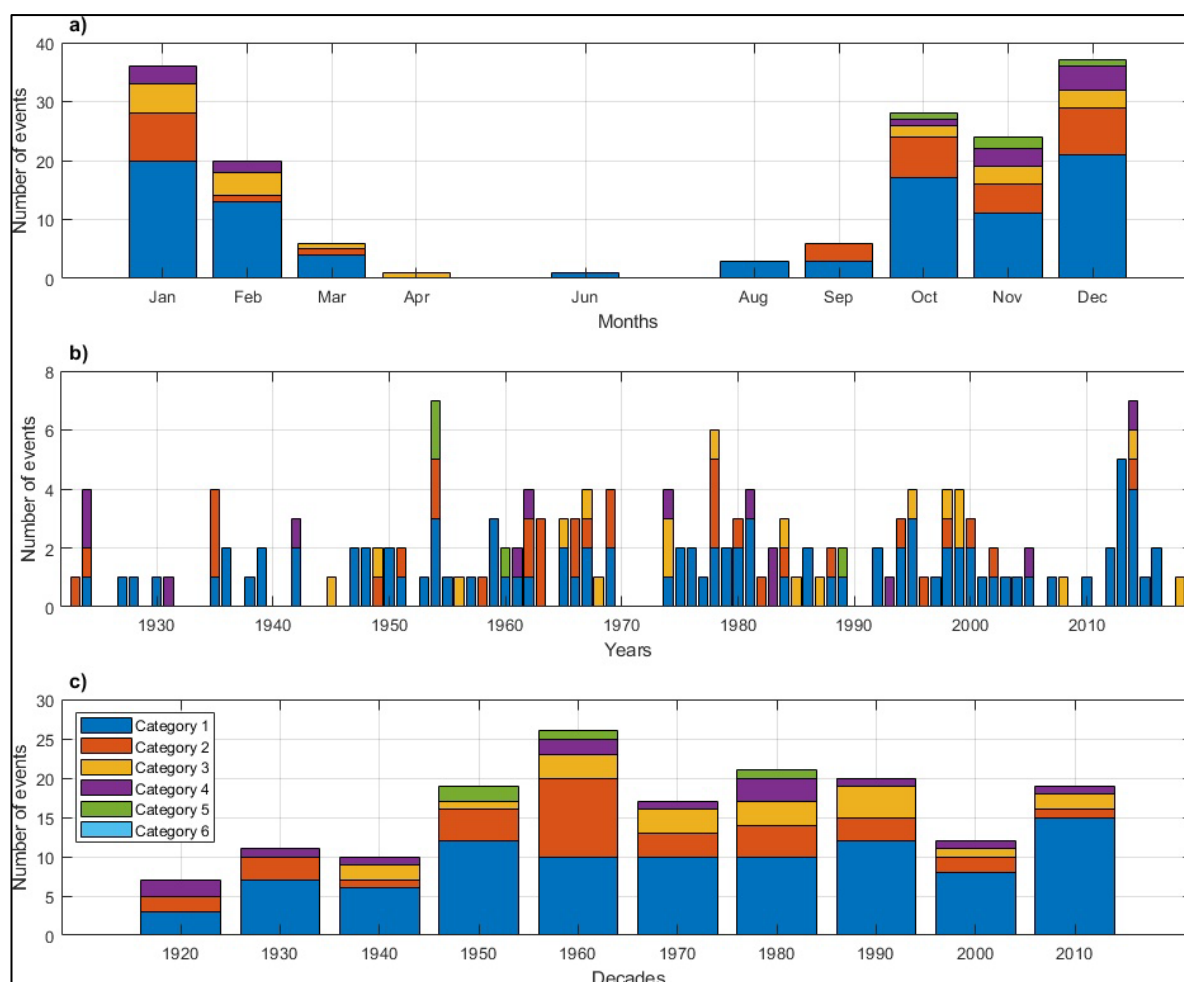 a)
Number of events
40
30
20
10
0
Jan Feb Mar Apr Jun Aug Sep Oct Nov Dec
Months
b)
Number of events
8
6
4
2
0
1930 1940 1950 1960 1970 1980 1990 2000 2010
Years
c)
Number of events
30
25
20
15
10
5
0
Category 1
Category 2
Category 3
Category 4
Category 5
Category 6
1920 1930 1940 1950 1960 1970 1980 1990 2000 2010
Decades